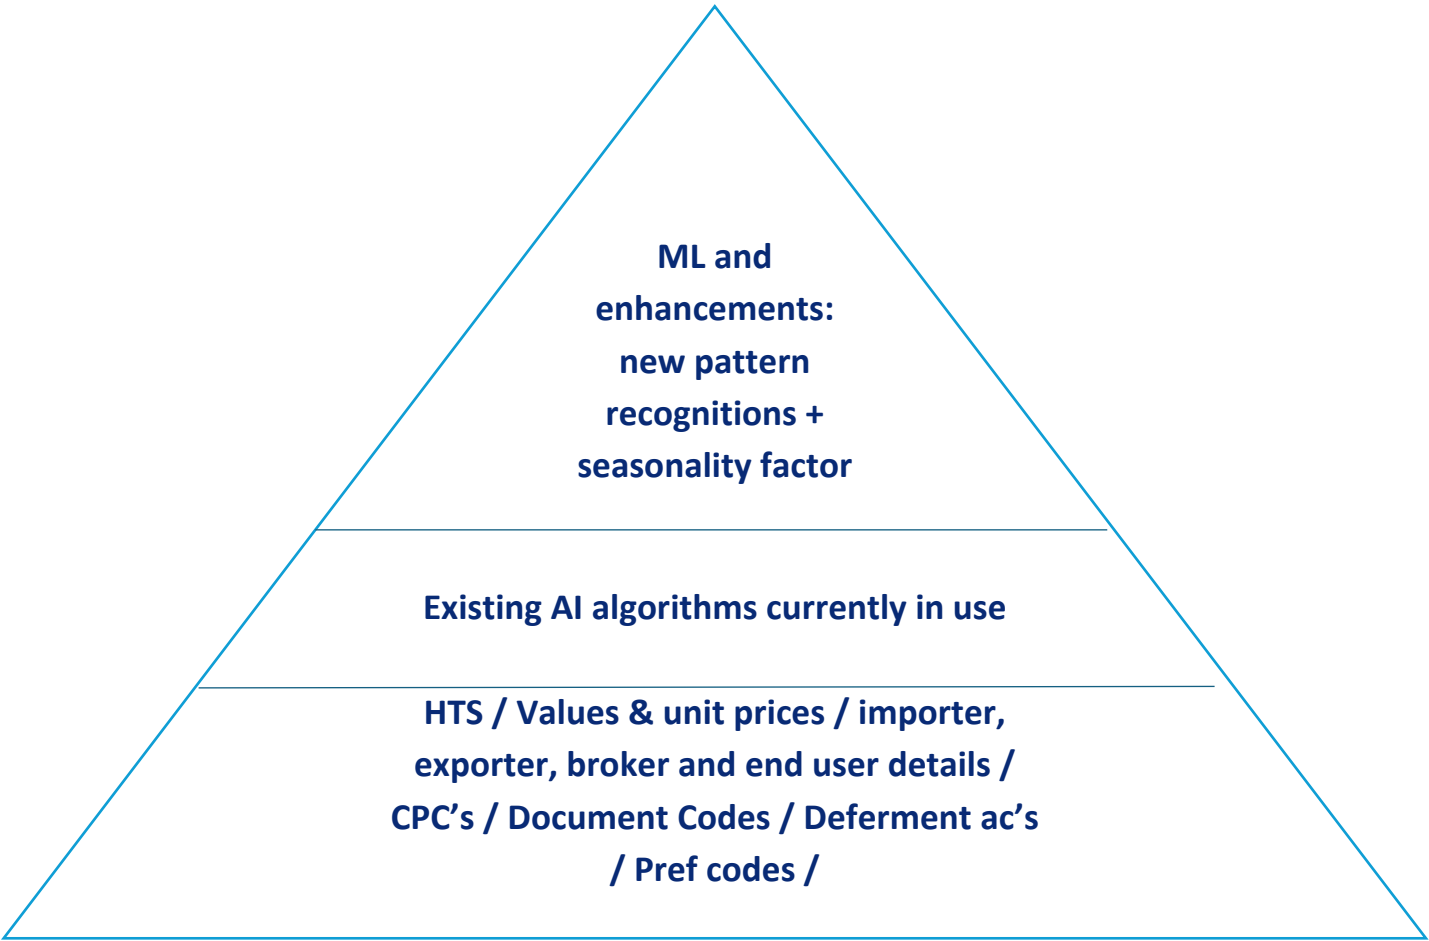 ML and
enhancements:
new pattern
recognitions +
seasonality factor
Existing AI algorithms currently in use
HTS / Values & unit prices / importer,
exporter, broker and end user details /
CPC’s / Document Codes / Deferment ac’s
/ Pref codes /